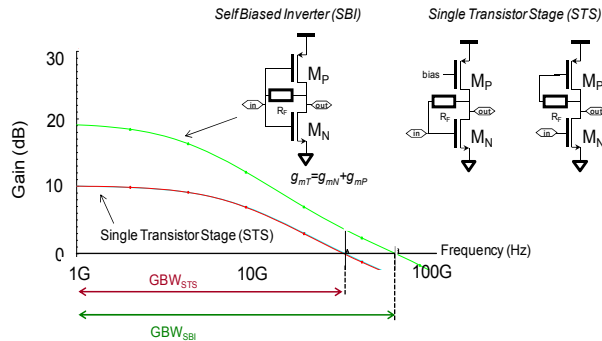 Self Biased Inverter (SBI)
Single Transistor Stage (STS)
30
20
10
0
Gain (dB)
M_P
R_F
in
out
M_N
g_mT=g_mN+g_mP
bias
M_P
R_F
in
out
M_N
M_P
R_F
in
out
M_N
Single Transistor Stage (STS)
Frequency (Hz)
1G
10G
100G
GBW_STS
GBW_SBI